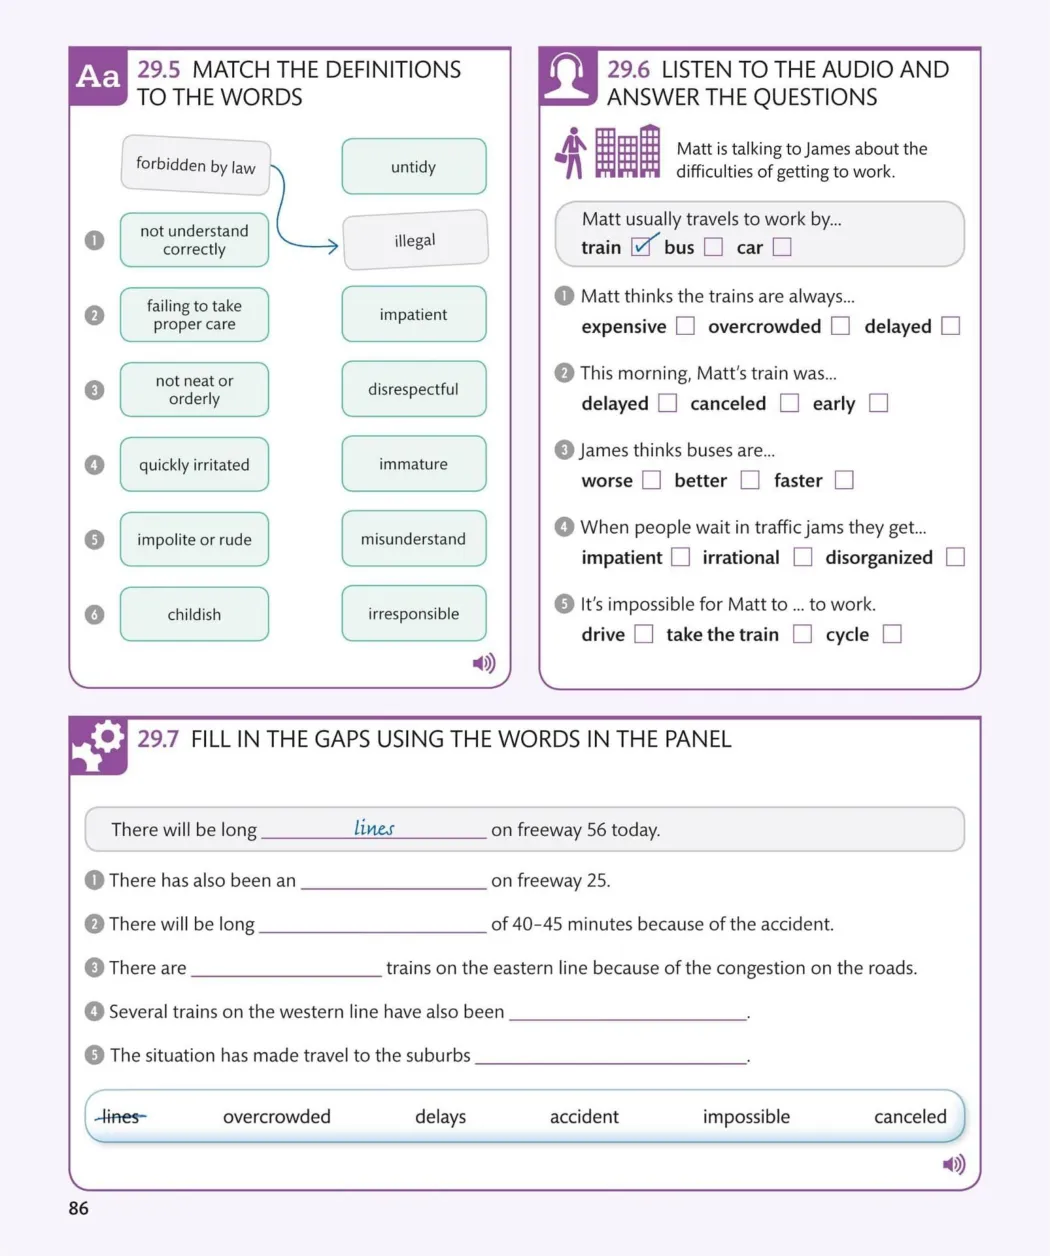 Aa
29.5 MATCH THE DEFINITIONS
TO THE WORDS
forbidden by law
untidy
1 not understand
correctly
illegal
2 failing to take
proper care
impatient
3 not neat or
orderly
disrespectful
4 quickly irritated
immature
5 impolite or rude
misunderstand
6 childish
irresponsible
29.6 LISTEN TO THE AUDIO AND
ANSWER THE QUESTIONS
Matt is talking to James about the
difficulties of getting to work.
Matt usually travels to work by...
train bus car
1 Matt thinks the trains are always...
expensive overcrowded delayed
2 This morning, Matt's train was...
delayed canceled early
3 James thinks buses are...
worse better faster
4 When people wait in traffic jams they get...
impatient irrational disorganized
5 It's impossible for Matt to ... to work.
drive take the train cycle
29.7 FILL IN THE GAPS USING THE WORDS IN THE PANEL
There will be long lines on freeway 56 today.
1 There has also been an ____ on freeway 25.
2 There will be long ____ of 40–45 minutes because of the accident.
3 There are ____ trains on the eastern line because of the congestion on the roads.
4 Several trains on the western line have also been ____.
5 The situation has made travel to the suburbs ____.
lines overcrowded delays accident impossible canceled
86